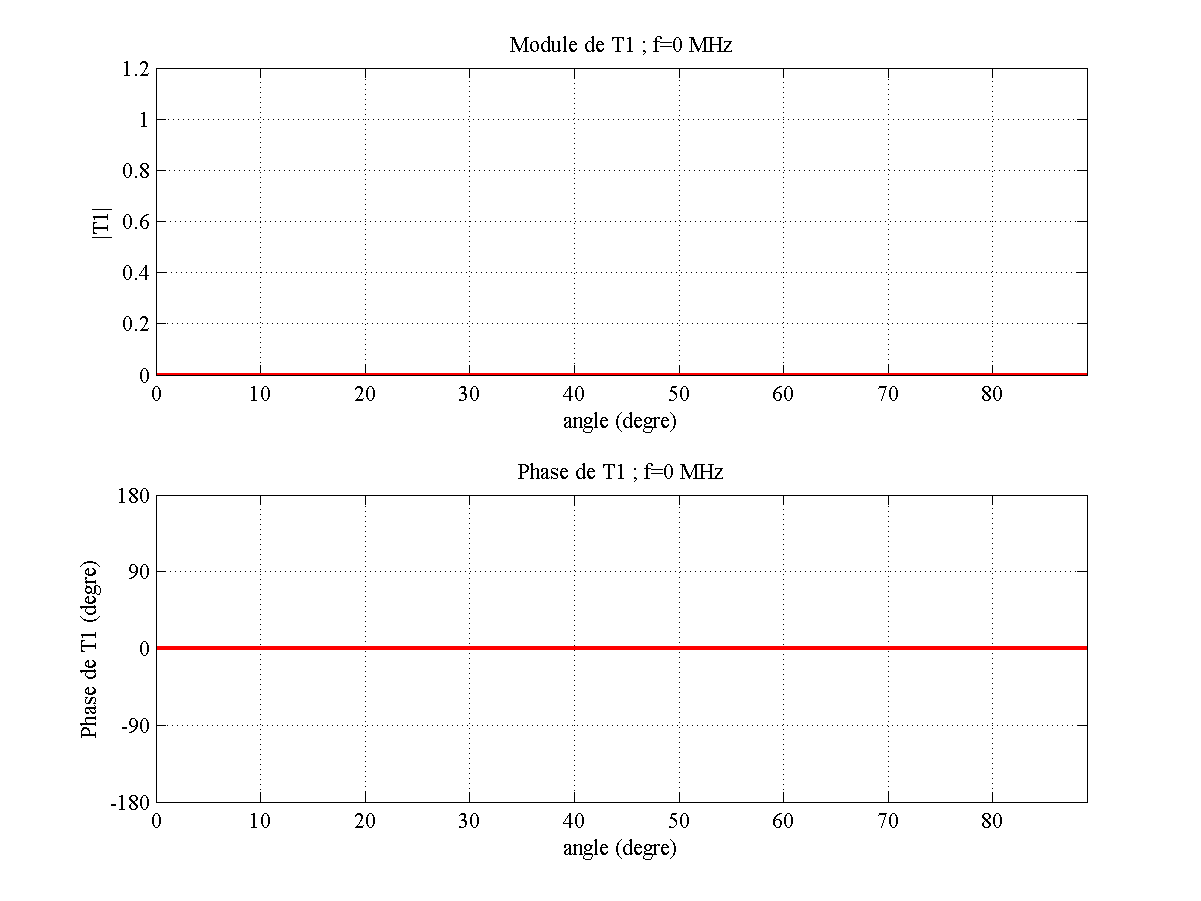 Module de T1 ; f=0 MHz
1.2
1
0.8
0.6
0.4
0.2
0
|T1|
0 10 20 30 40 50 60 70 80
angle (degre)
Phase de T1 ; f=0 MHz
180
90
0
-90
-180
Phase de T1 (degre)
0 10 20 30 40 50 60 70 80
angle (degre)